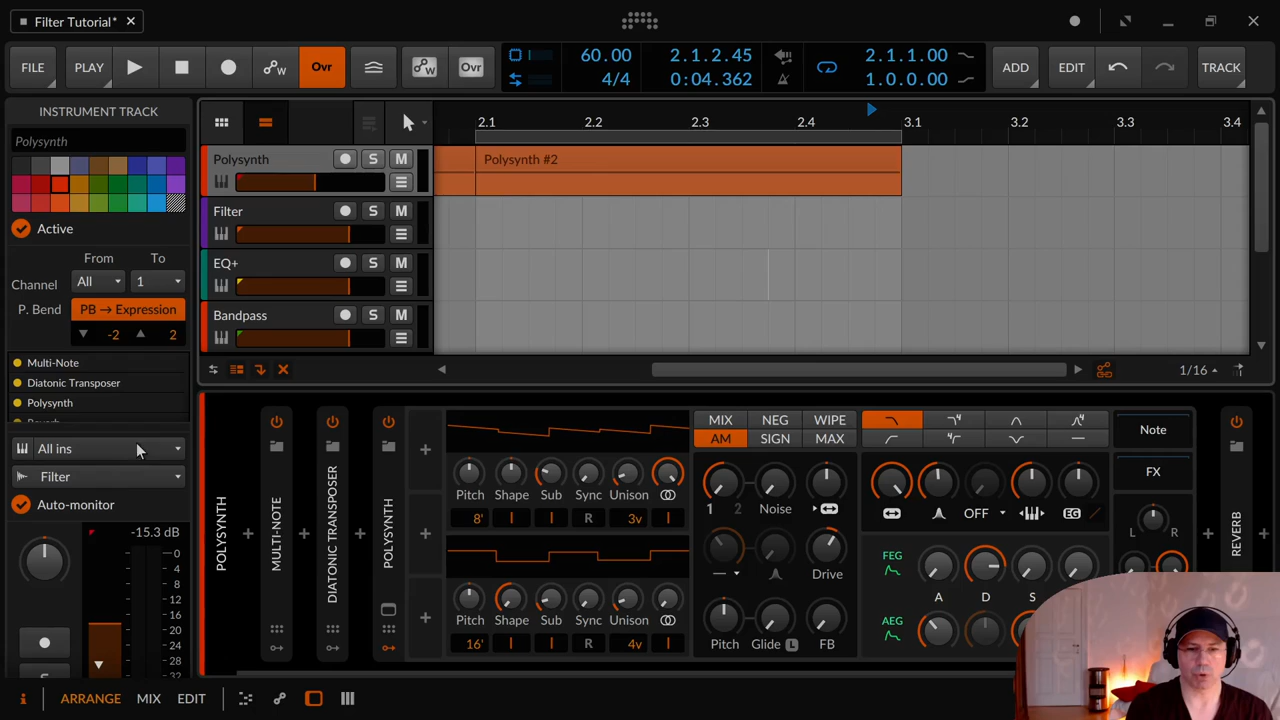 Filter Tutorial*
FILE PLAY Ovr Ovr 60.00 2.1.2.45 2.1.1.00 ADD EDIT TRACK
4/4 0:04.362 1.0.0.00
INSTRUMENT TRACK
Polysynth
Active
From To
Channel All 1
P. Bend PB → Expression
-2 2
Multi-Note
Diatonic Transposer
Polysynth
Reverb
All ins
Filter
Auto-monitor
-15.3 dB
0
4
8
12
16
20
24
28
32
2.1 2.2 2.3 2.4 3.1 3.2 3.3 3.4
Polysynth S M Polysynth #2
Filter S M
EQ+ S M
Bandpass S M
1/16
POLYSYNTH
MULTI-NOTE
DIATONIC TRANSPOSER
POLYSYNTH
Pitch Shape Sub Sync Unison
8' R 3v
Pitch Shape Sub Sync Unison
16' R 4v
MIX NEG WIPE
AM SIGN MAX
1 2 Noise
Drive
Pitch Glide L FB
4 4
4
OFF EG
FEG
A D S
AEG
Note
FX
L R
REVERB
ARRANGE MIX EDIT